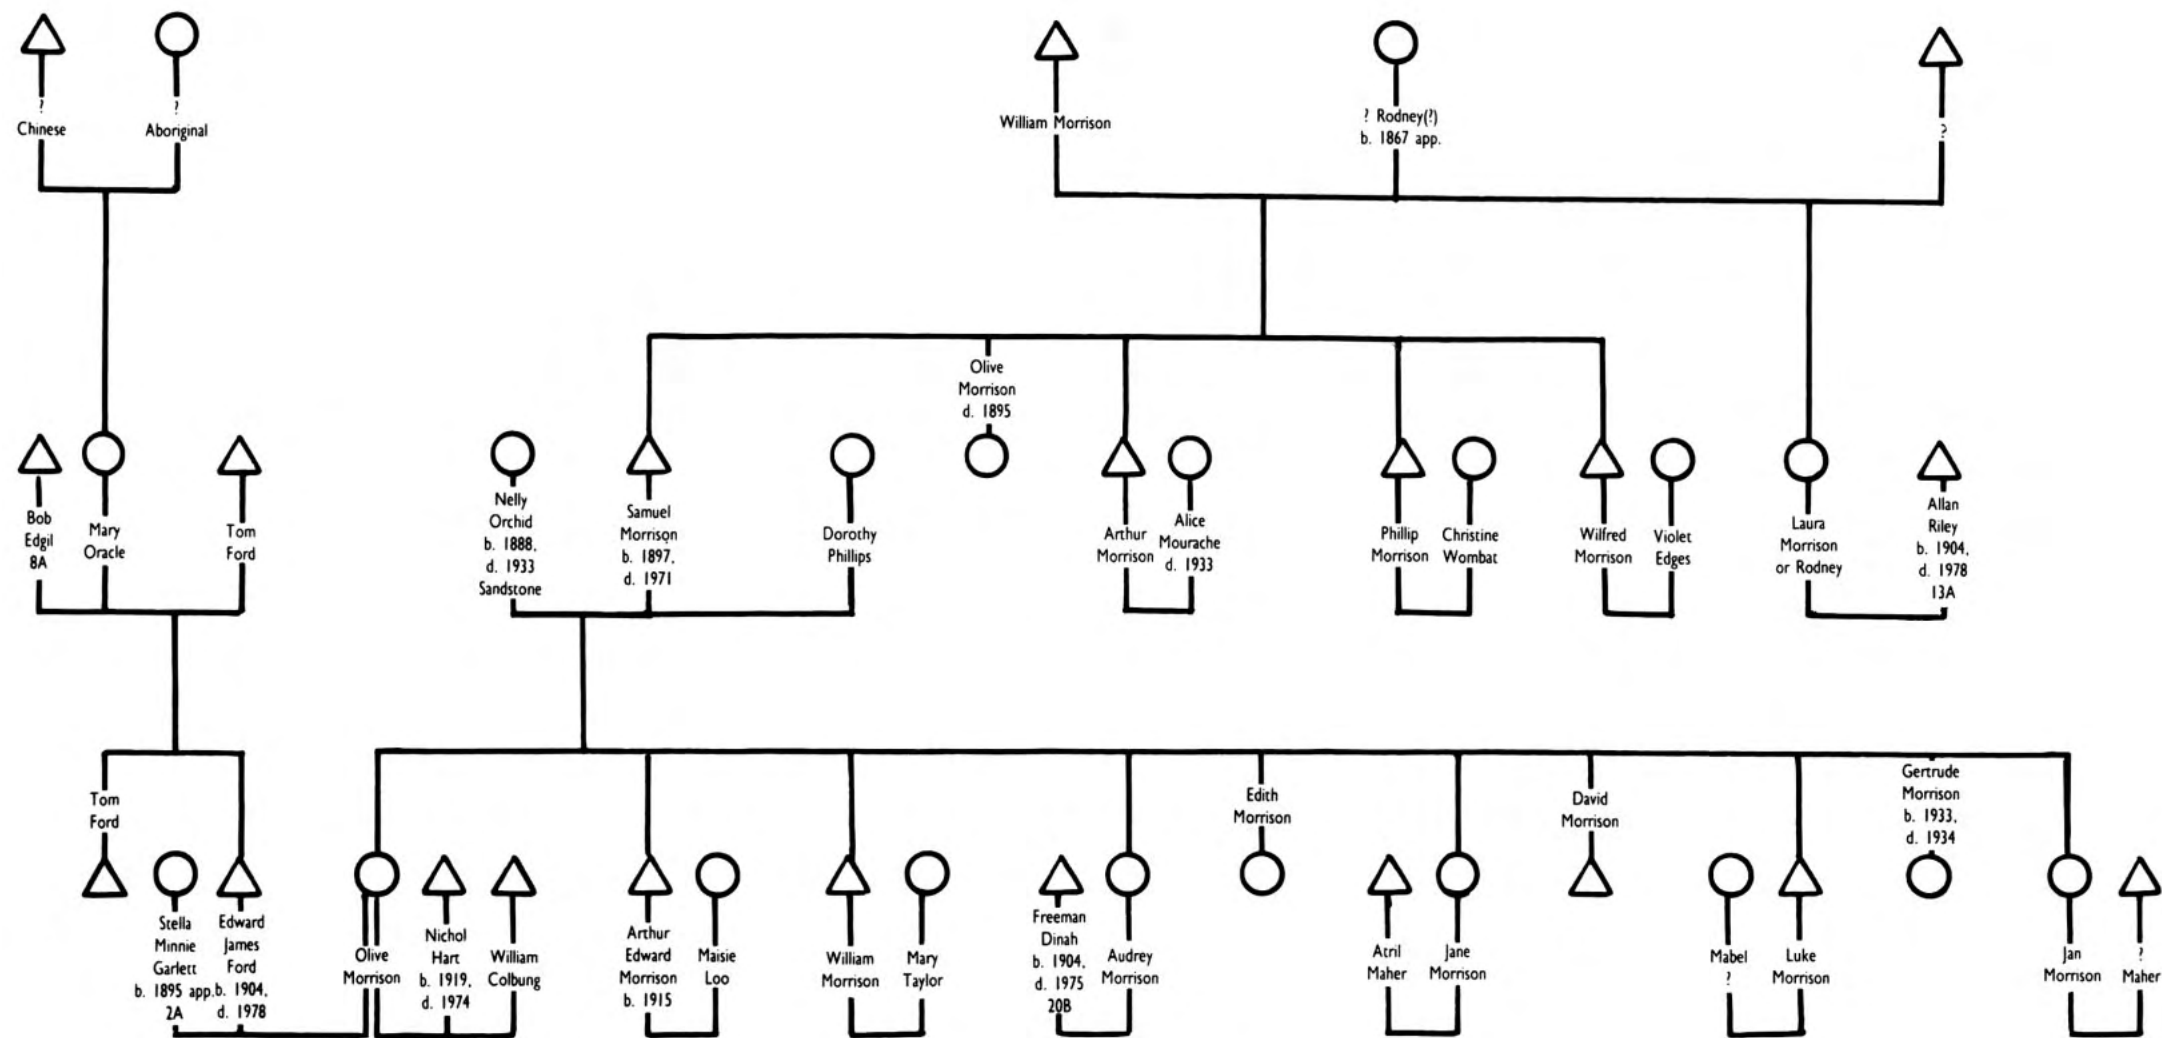 ?
Chinese
?
Aboriginal
William Morrison
? Rodney(?)
b. 1867 app.
?
Olive
Morrison
d. 1895
Bob
Edgil
8A
Mary
Oracle
Tom
Ford
Nelly
Orchid
b. 1888,
d. 1933
Sandstone
Samuel
Morrison
b. 1897,
d. 1971
Dorothy
Phillips
Arthur
Morrison
Alice
Mourache
d. 1933
Phillip
Morrison
Christine
Wombat
Wilfred
Morrison
Violet
Edges
Laura
Morrison
or Rodney
Allan
Riley
b. 1904,
d. 1978
13A
Tom
Ford
Stella
Minnie
Garlett
b. 1895 app.
2A
Edward
James
Ford
b. 1904,
d. 1978
Olive
Morrison
Nichol
Hart
b. 1919,
d. 1974
William
Colbung
Arthur
Edward
Morrison
b. 1915
Maisie
Loo
William
Morrison
Mary
Taylor
Freeman
Dinah
b. 1904,
d. 1975
20B
Audrey
Morrison
Edith
Morrison
Atril
Maher
Jane
Morrison
David
Morrison
Mabel
?
Luke
Morrison
Gertrude
Morrison
b. 1933,
d. 1934
Jan
Morrison
?
Maher